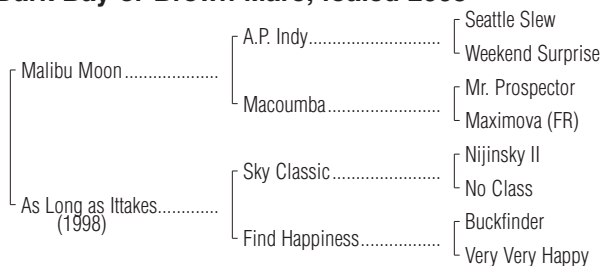 Dark Bay or Brown Mare; foaled 2009
Seattle Slew
A.P. Indy
Weekend Surprise
Malibu Moon
Mr. Prospector
Macoumba
Maximova (FR)
Nijinsky II
Sky Classic
No Class
As Long as Ittakes
(1998)
Buckfinder
Find Happiness
Very Very Happy